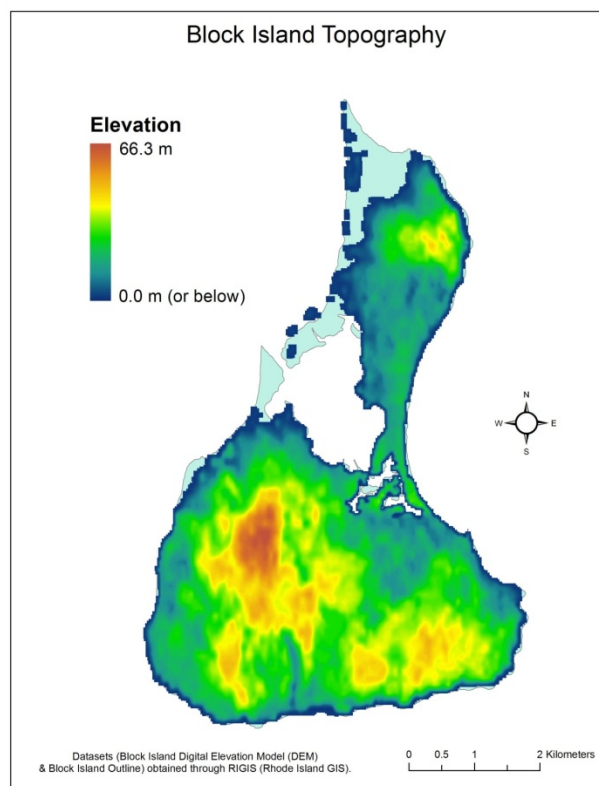 Block Island Topography
Elevation
66.3 m
0.0 m (or below)
N
W E
S
Datasets (Block Island Digital Elevation Model (DEM)
& Block Island Outline) obtained through RIGIS (Rhode Island GIS).
0 0.5 1 2 Kilometers